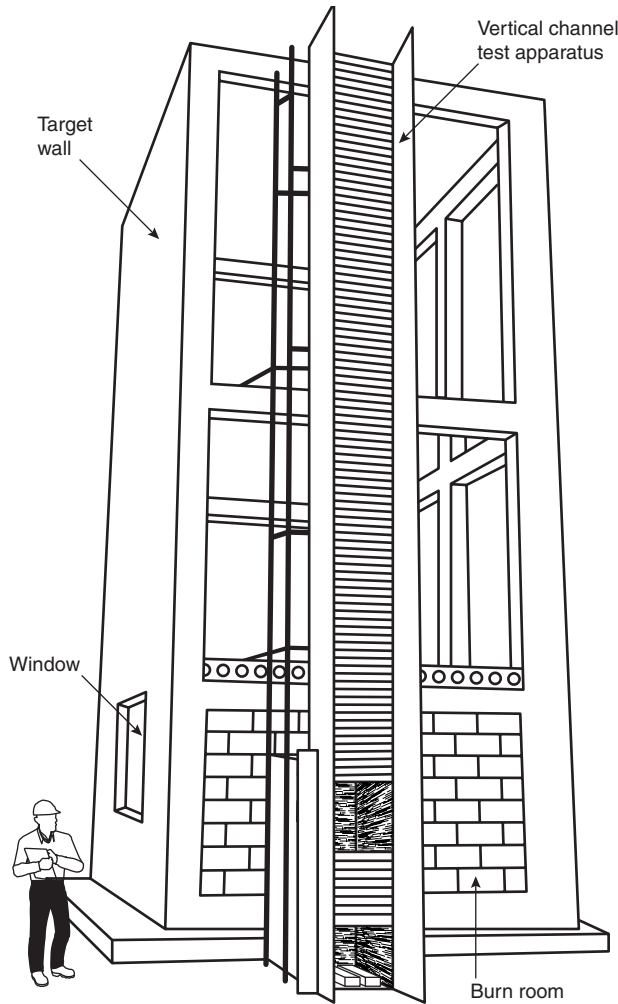 Vertical channel
test apparatus
Target
wall
Window
Burn room